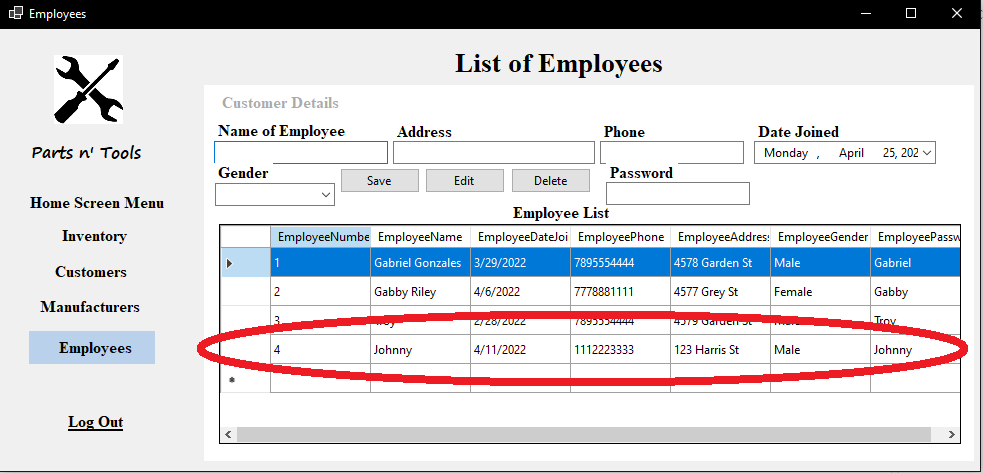 Employees
List of Employees
Parts n' Tools
Home Screen Menu
Inventory
Customers
Manufacturers
Employees
Log Out
Customer Details
Name of Employee Address Phone Date Joined
Monday , April 25, 202
Gender Save Edit Delete Password
Employee List
EmployeeNumbe EmployeeName EmployeeDateJoi EmployeePhone EmployeeAddress EmployeeGender EmployeePassw
1 Gabriel Gonzales 3/29/2022 7895554444 4578 Garden St Male Gabriel
2 Gabby Riley 4/6/2022 7778881111 4577 Grey St Female Gabby
3 Troy 2/28/2022 7895554444 4579 Garden St Male Troy
4 Johnny 4/11/2022 1112223333 123 Harris St Male Johnny